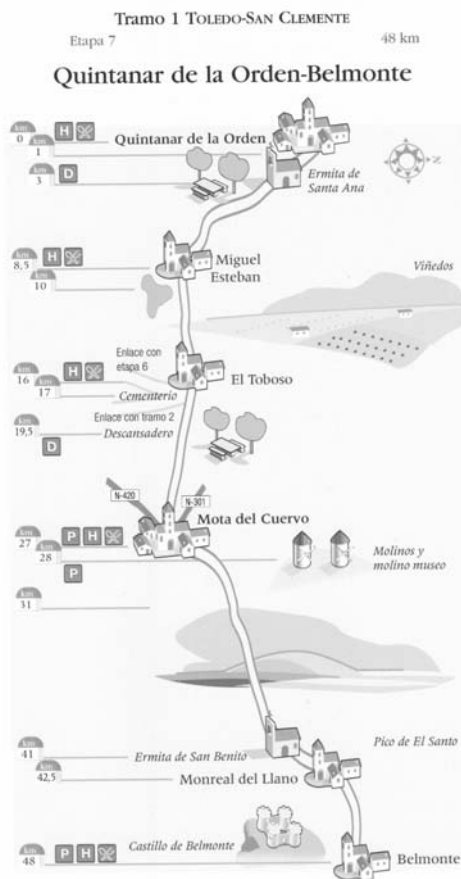 Tramo 1 TOLEDO-SAN CLEMENTE
Etapa 7 48 km
Quintanar de la Orden-Belmonte
km 0 H
km 1 Quintanar de la Orden
N
km 3 D
Ermita de
Santa Ana
km 8,5 H
Miguel
Esteban
km 10
Viñedos
Enlace con
etapa 6
km 16 H
El Toboso
km 17 Cementerio
Enlace con tramo 2
km 19,5 Descansadero
D
N-420 N-301
Mota del Cuervo
km 27 P H
km 28
P
Molinos y
molino museo
km 31
Pico de El Santo
km 41 Ermita de San Benito
km 42,5 Monreal del Llano
Castillo de Belmonte
km 48 P H
Belmonte